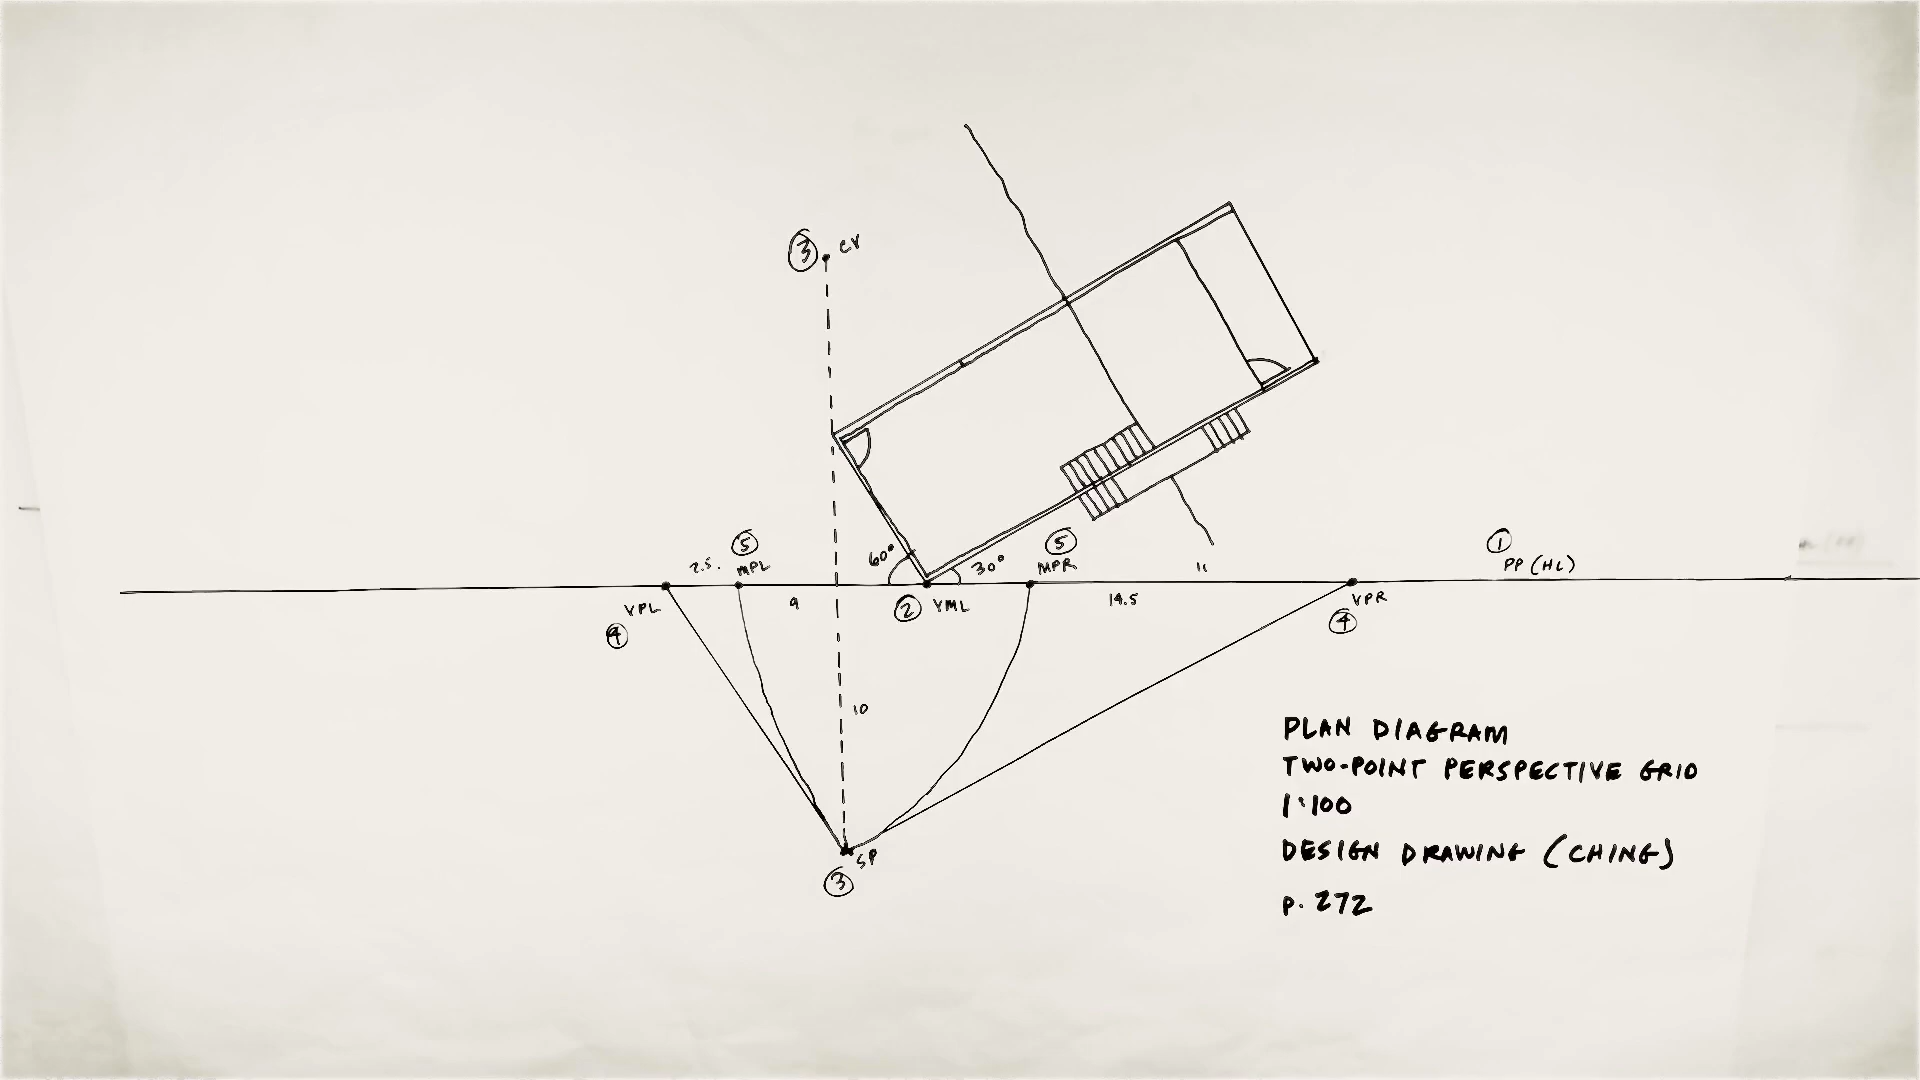 3 CV
60°
30°
5
5
1
2.5.
MPL
MPR
11
PP (HL)
VPL
9
2 VML
14.5
VPR
4
4
10
SP
3
PLAN DIAGRAM
TWO-POINT PERSPECTIVE GRID
1:100
DESIGN DRAWING (CHING)
p. 272